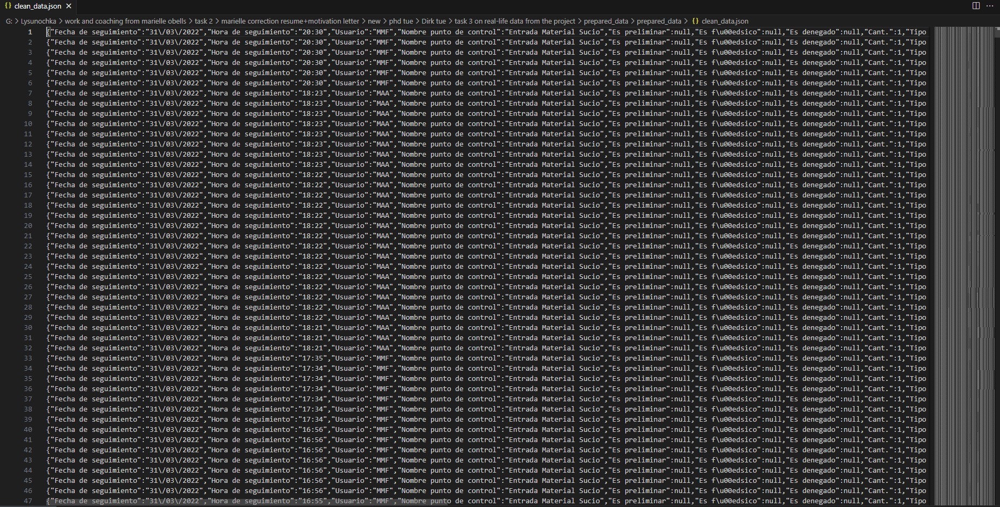 {} clean_data.json ×
G: > Lysunochka > work and coaching from marielle obells > task 2 > marielle correction resume+motivation letter > new > phd tue > Dirk tue > task 3 on real-life data from the project > prepared_data > prepared_data > {} clean_data.json
1 {"Fecha de seguimiento":"31\/03\/2022","Hora de seguimiento":"20:30","Usuario":"MMF","Nombre punto de control":"Entrada Material Sucio","Es preliminar":null,"Es f\u00edsico":null,"Es denegado":null,"Cant.":1,"Tipo
2 {"Fecha de seguimiento":"31\/03\/2022","Hora de seguimiento":"20:30","Usuario":"MMF","Nombre punto de control":"Entrada Material Sucio","Es preliminar":null,"Es f\u00edsico":null,"Es denegado":null,"Cant.":1,"Tipo
3 {"Fecha de seguimiento":"31\/03\/2022","Hora de seguimiento":"20:30","Usuario":"MMF","Nombre punto de control":"Entrada Material Sucio","Es preliminar":null,"Es f\u00edsico":null,"Es denegado":null,"Cant.":1,"Tipo
4 {"Fecha de seguimiento":"31\/03\/2022","Hora de seguimiento":"20:30","Usuario":"MMF","Nombre punto de control":"Entrada Material Sucio","Es preliminar":null,"Es f\u00edsico":null,"Es denegado":null,"Cant.":1,"Tipo
5 {"Fecha de seguimiento":"31\/03\/2022","Hora de seguimiento":"20:30","Usuario":"MMF","Nombre punto de control":"Entrada Material Sucio","Es preliminar":null,"Es f\u00edsico":null,"Es denegado":null,"Cant.":1,"Tipo
6 {"Fecha de seguimiento":"31\/03\/2022","Hora de seguimiento":"20:30","Usuario":"MMF","Nombre punto de control":"Entrada Material Sucio","Es preliminar":null,"Es f\u00edsico":null,"Es denegado":null,"Cant.":1,"Tipo
7 {"Fecha de seguimiento":"31\/03\/2022","Hora de seguimiento":"18:23","Usuario":"MAA","Nombre punto de control":"Entrada Material Sucio","Es preliminar":null,"Es f\u00edsico":null,"Es denegado":null,"Cant.":1,"Tipo
8 {"Fecha de seguimiento":"31\/03\/2022","Hora de seguimiento":"18:23","Usuario":"MAA","Nombre punto de control":"Entrada Material Sucio","Es preliminar":null,"Es f\u00edsico":null,"Es denegado":null,"Cant.":1,"Tipo
9 {"Fecha de seguimiento":"31\/03\/2022","Hora de seguimiento":"18:23","Usuario":"MAA","Nombre punto de control":"Entrada Material Sucio","Es preliminar":null,"Es f\u00edsico":null,"Es denegado":null,"Cant.":1,"Tipo
10 {"Fecha de seguimiento":"31\/03\/2022","Hora de seguimiento":"18:23","Usuario":"MAA","Nombre punto de control":"Entrada Material Sucio","Es preliminar":null,"Es f\u00edsico":null,"Es denegado":null,"Cant.":1,"Tipo
11 {"Fecha de seguimiento":"31\/03\/2022","Hora de seguimiento":"18:23","Usuario":"MAA","Nombre punto de control":"Entrada Material Sucio","Es preliminar":null,"Es f\u00edsico":null,"Es denegado":null,"Cant.":1,"Tipo
12 {"Fecha de seguimiento":"31\/03\/2022","Hora de seguimiento":"18:23","Usuario":"MAA","Nombre punto de control":"Entrada Material Sucio","Es preliminar":null,"Es f\u00edsico":null,"Es denegado":null,"Cant.":1,"Tipo
13 {"Fecha de seguimiento":"31\/03\/2022","Hora de seguimiento":"18:23","Usuario":"MAA","Nombre punto de control":"Entrada Material Sucio","Es preliminar":null,"Es f\u00edsico":null,"Es denegado":null,"Cant.":1,"Tipo
14 {"Fecha de seguimiento":"31\/03\/2022","Hora de seguimiento":"18:23","Usuario":"MAA","Nombre punto de control":"Entrada Material Sucio","Es preliminar":null,"Es f\u00edsico":null,"Es denegado":null,"Cant.":1,"Tipo
15 {"Fecha de seguimiento":"31\/03\/2022","Hora de seguimiento":"18:22","Usuario":"MAA","Nombre punto de control":"Entrada Material Sucio","Es preliminar":null,"Es f\u00edsico":null,"Es denegado":null,"Cant.":1,"Tipo
16 {"Fecha de seguimiento":"31\/03\/2022","Hora de seguimiento":"18:22","Usuario":"MAA","Nombre punto de control":"Entrada Material Sucio","Es preliminar":null,"Es f\u00edsico":null,"Es denegado":null,"Cant.":1,"Tipo
17 {"Fecha de seguimiento":"31\/03\/2022","Hora de seguimiento":"18:22","Usuario":"MAA","Nombre punto de control":"Entrada Material Sucio","Es preliminar":null,"Es f\u00edsico":null,"Es denegado":null,"Cant.":1,"Tipo
18 {"Fecha de seguimiento":"31\/03\/2022","Hora de seguimiento":"18:22","Usuario":"MAA","Nombre punto de control":"Entrada Material Sucio","Es preliminar":null,"Es f\u00edsico":null,"Es denegado":null,"Cant.":1,"Tipo
19 {"Fecha de seguimiento":"31\/03\/2022","Hora de seguimiento":"18:22","Usuario":"MAA","Nombre punto de control":"Entrada Material Sucio","Es preliminar":null,"Es f\u00edsico":null,"Es denegado":null,"Cant.":1,"Tipo
20 {"Fecha de seguimiento":"31\/03\/2022","Hora de seguimiento":"18:22","Usuario":"MAA","Nombre punto de control":"Entrada Material Sucio","Es preliminar":null,"Es f\u00edsico":null,"Es denegado":null,"Cant.":1,"Tipo
21 {"Fecha de seguimiento":"31\/03\/2022","Hora de seguimiento":"18:22","Usuario":"MAA","Nombre punto de control":"Entrada Material Sucio","Es preliminar":null,"Es f\u00edsico":null,"Es denegado":null,"Cant.":1,"Tipo
22 {"Fecha de seguimiento":"31\/03\/2022","Hora de seguimiento":"18:22","Usuario":"MAA","Nombre punto de control":"Entrada Material Sucio","Es preliminar":null,"Es f\u00edsico":null,"Es denegado":null,"Cant.":1,"Tipo
23 {"Fecha de seguimiento":"31\/03\/2022","Hora de seguimiento":"18:22","Usuario":"MAA","Nombre punto de control":"Entrada Material Sucio","Es preliminar":null,"Es f\u00edsico":null,"Es denegado":null,"Cant.":1,"Tipo
24 {"Fecha de seguimiento":"31\/03\/2022","Hora de seguimiento":"18:22","Usuario":"MAA","Nombre punto de control":"Entrada Material Sucio","Es preliminar":null,"Es f\u00edsico":null,"Es denegado":null,"Cant.":1,"Tipo
25 {"Fecha de seguimiento":"31\/03\/2022","Hora de seguimiento":"18:22","Usuario":"MAA","Nombre punto de control":"Entrada Material Sucio","Es preliminar":null,"Es f\u00edsico":null,"Es denegado":null,"Cant.":1,"Tipo
26 {"Fecha de seguimiento":"31\/03\/2022","Hora de seguimiento":"18:22","Usuario":"MAA","Nombre punto de control":"Entrada Material Sucio","Es preliminar":null,"Es f\u00edsico":null,"Es denegado":null,"Cant.":1,"Tipo
27 {"Fecha de seguimiento":"31\/03\/2022","Hora de seguimiento":"18:22","Usuario":"MAA","Nombre punto de control":"Entrada Material Sucio","Es preliminar":null,"Es f\u00edsico":null,"Es denegado":null,"Cant.":1,"Tipo
28 {"Fecha de seguimiento":"31\/03\/2022","Hora de seguimiento":"18:22","Usuario":"MAA","Nombre punto de control":"Entrada Material Sucio","Es preliminar":null,"Es f\u00edsico":null,"Es denegado":null,"Cant.":1,"Tipo
29 {"Fecha de seguimiento":"31\/03\/2022","Hora de seguimiento":"18:22","Usuario":"MAA","Nombre punto de control":"Entrada Material Sucio","Es preliminar":null,"Es f\u00edsico":null,"Es denegado":null,"Cant.":1,"Tipo
30 {"Fecha de seguimiento":"31\/03\/2022","Hora de seguimiento":"18:21","Usuario":"MAA","Nombre punto de control":"Entrada Material Sucio","Es preliminar":null,"Es f\u00edsico":null,"Es denegado":null,"Cant.":1,"Tipo
31 {"Fecha de seguimiento":"31\/03\/2022","Hora de seguimiento":"18:21","Usuario":"MAA","Nombre punto de control":"Entrada Material Sucio","Es preliminar":null,"Es f\u00edsico":null,"Es denegado":null,"Cant.":1,"Tipo
32 {"Fecha de seguimiento":"31\/03\/2022","Hora de seguimiento":"18:21","Usuario":"MAA","Nombre punto de control":"Entrada Material Sucio","Es preliminar":null,"Es f\u00edsico":null,"Es denegado":null,"Cant.":1,"Tipo
33 {"Fecha de seguimiento":"31\/03\/2022","Hora de seguimiento":"17:35","Usuario":"MMF","Nombre punto de control":"Entrada Material Sucio","Es preliminar":null,"Es f\u00edsico":null,"Es denegado":null,"Cant.":1,"Tipo
34 {"Fecha de seguimiento":"31\/03\/2022","Hora de seguimiento":"17:34","Usuario":"MMF","Nombre punto de control":"Entrada Material Sucio","Es preliminar":null,"Es f\u00edsico":null,"Es denegado":null,"Cant.":1,"Tipo
35 {"Fecha de seguimiento":"31\/03\/2022","Hora de seguimiento":"17:34","Usuario":"MMF","Nombre punto de control":"Entrada Material Sucio","Es preliminar":null,"Es f\u00edsico":null,"Es denegado":null,"Cant.":1,"Tipo
36 {"Fecha de seguimiento":"31\/03\/2022","Hora de seguimiento":"17:34","Usuario":"MMF","Nombre punto de control":"Entrada Material Sucio","Es preliminar":null,"Es f\u00edsico":null,"Es denegado":null,"Cant.":1,"Tipo
37 {"Fecha de seguimiento":"31\/03\/2022","Hora de seguimiento":"17:34","Usuario":"MMF","Nombre punto de control":"Entrada Material Sucio","Es preliminar":null,"Es f\u00edsico":null,"Es denegado":null,"Cant.":1,"Tipo
38 {"Fecha de seguimiento":"31\/03\/2022","Hora de seguimiento":"17:34","Usuario":"MMF","Nombre punto de control":"Entrada Material Sucio","Es preliminar":null,"Es f\u00edsico":null,"Es denegado":null,"Cant.":1,"Tipo
39 {"Fecha de seguimiento":"31\/03\/2022","Hora de seguimiento":"17:34","Usuario":"MMF","Nombre punto de control":"Entrada Material Sucio","Es preliminar":null,"Es f\u00edsico":null,"Es denegado":null,"Cant.":1,"Tipo
40 {"Fecha de seguimiento":"31\/03\/2022","Hora de seguimiento":"16:56","Usuario":"MMF","Nombre punto de control":"Entrada Material Sucio","Es preliminar":null,"Es f\u00edsico":null,"Es denegado":null,"Cant.":1,"Tipo
41 {"Fecha de seguimiento":"31\/03\/2022","Hora de seguimiento":"16:56","Usuario":"MMF","Nombre punto de control":"Entrada Material Sucio","Es preliminar":null,"Es f\u00edsico":null,"Es denegado":null,"Cant.":1,"Tipo
42 {"Fecha de seguimiento":"31\/03\/2022","Hora de seguimiento":"16:56","Usuario":"MMF","Nombre punto de control":"Entrada Material Sucio","Es preliminar":null,"Es f\u00edsico":null,"Es denegado":null,"Cant.":1,"Tipo
43 {"Fecha de seguimiento":"31\/03\/2022","Hora de seguimiento":"16:56","Usuario":"MMF","Nombre punto de control":"Entrada Material Sucio","Es preliminar":null,"Es f\u00edsico":null,"Es denegado":null,"Cant.":1,"Tipo
44 {"Fecha de seguimiento":"31\/03\/2022","Hora de seguimiento":"16:56","Usuario":"MMF","Nombre punto de control":"Entrada Material Sucio","Es preliminar":null,"Es f\u00edsico":null,"Es denegado":null,"Cant.":1,"Tipo
45 {"Fecha de seguimiento":"31\/03\/2022","Hora de seguimiento":"16:56","Usuario":"MMF","Nombre punto de control":"Entrada Material Sucio","Es preliminar":null,"Es f\u00edsico":null,"Es denegado":null,"Cant.":1,"Tipo
46 {"Fecha de seguimiento":"31\/03\/2022","Hora de seguimiento":"16:56","Usuario":"MMF","Nombre punto de control":"Entrada Material Sucio","Es preliminar":null,"Es f\u00edsico":null,"Es denegado":null,"Cant.":1,"Tipo
47 {"Fecha de seguimiento":"31\/03\/2022","Hora de seguimiento":"16:55","Usuario":"MMF","Nombre punto de control":"Entrada Material Sucio","Es preliminar":null,"Es f\u00edsico":null,"Es denegado":null,"Cant.":1,"Tipo